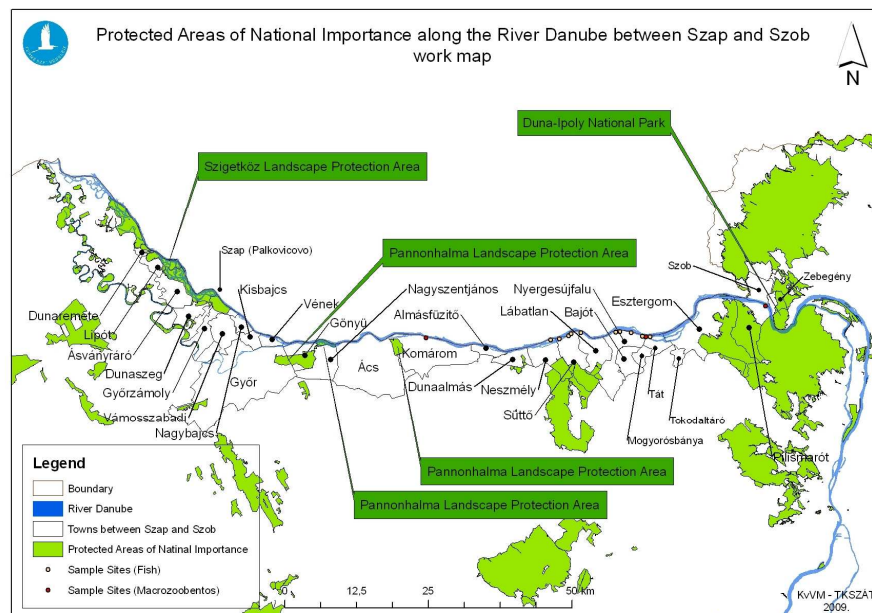 Protected Areas of National Importance along the River Danube between Szap and Szob
work map
N
Duna-Ipoly National Park
Szigetköz Landscape Protection Area
Pannonhalma Landscape Protection Area
Szap (Palkovicovo)
Kisbajcs
Vének
Gönyü
Nagyszentjános
Almásfüzitő
Nyergesújfalu
Lábatlan
Bajót
Esztergom
Szob
Zebegény
Dunaremete
Lipót
Ásványráró
Dunaszeg
Győrzámoly
Vámosszabadi
Nagybajcs
Győr
Ács
Komárom
Dunaalmás
Neszmély
Süttő
Tát
Mogyorósbánya
Tokodaltáró
Pilismarót
Pannonhalma Landscape Protection Area
Pannonhalma Landscape Protection Area
Legend
Boundary
River Danube
Towns between Szap and Szob
Protected Areas of Natinal Importance
Sample Sites (Fish)
Sample Sites (Macrozoobentos)
0 12,5 25 50 km
KvVM - TKSZÁT
2009.